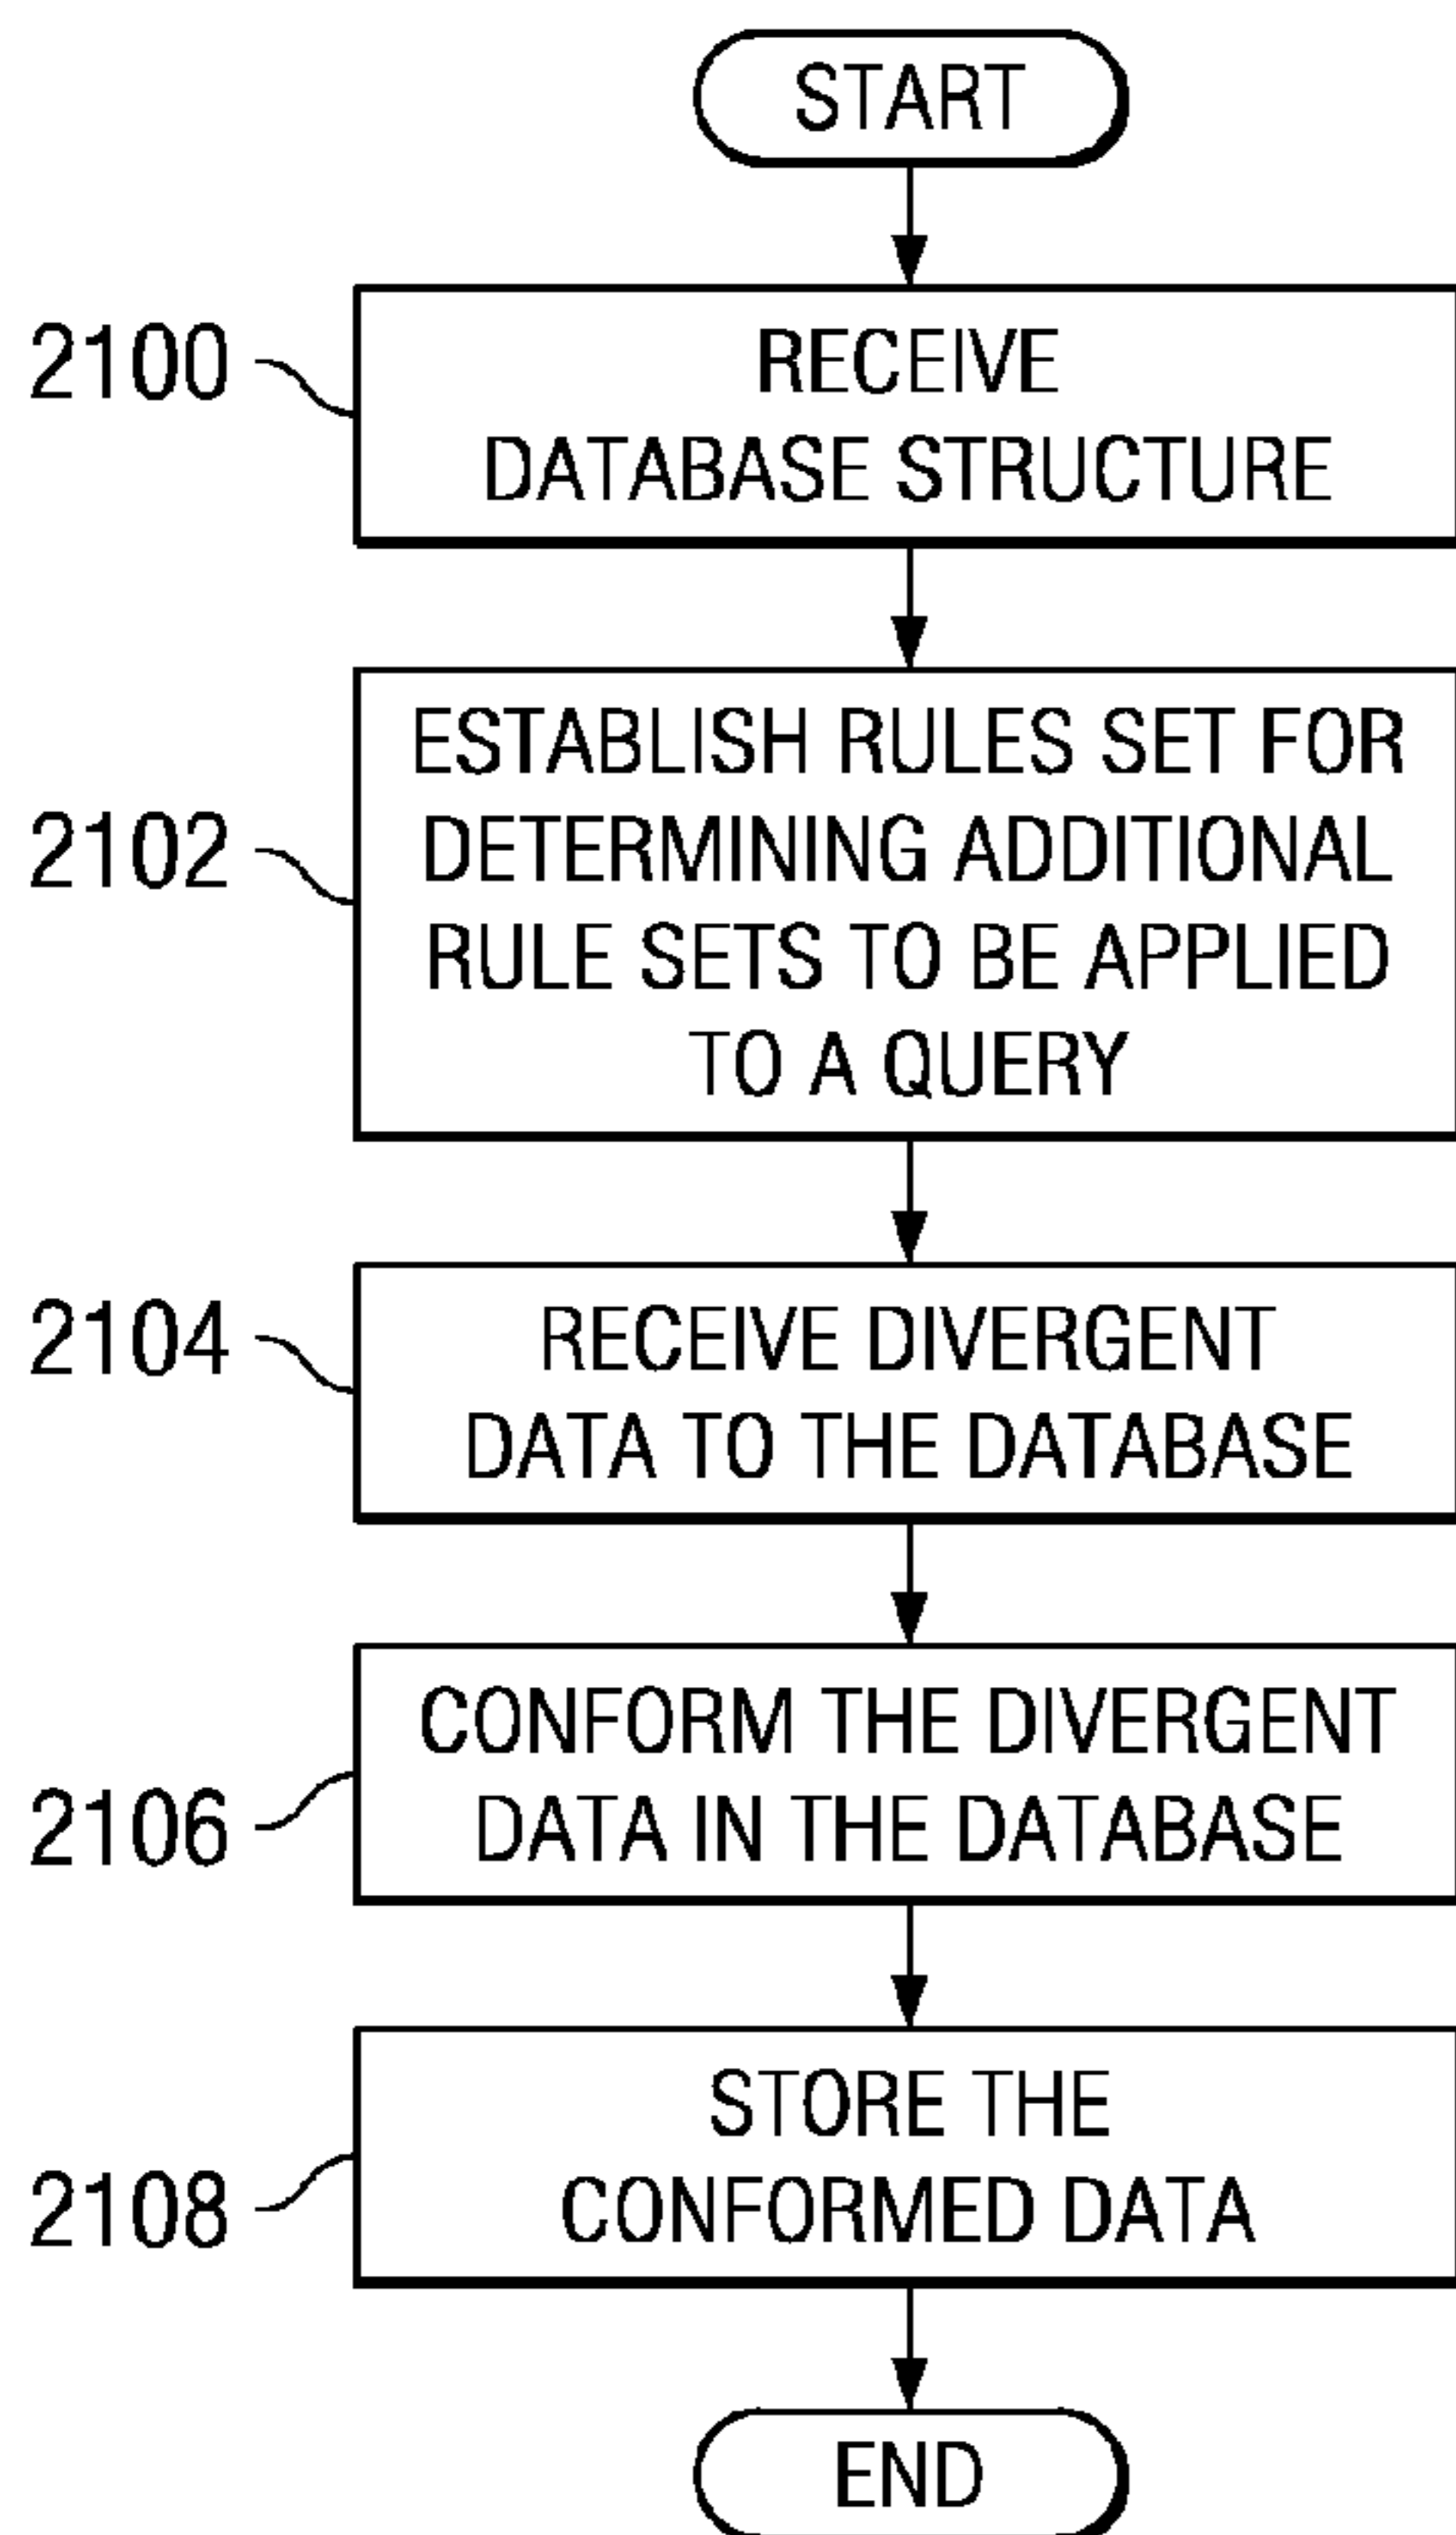 START
2100
RECEIVE
DATABASE STRUCTURE
2102
ESTABLISH RULES SET FOR
DETERMINING ADDITIONAL
RULE SETS TO BE APPLIED
TO A QUERY
2104
RECEIVE DIVERGENT
DATA TO THE DATABASE
2106
CONFORM THE DIVERGENT
DATA IN THE DATABASE
2108
STORE THE
CONFORMED DATA
END